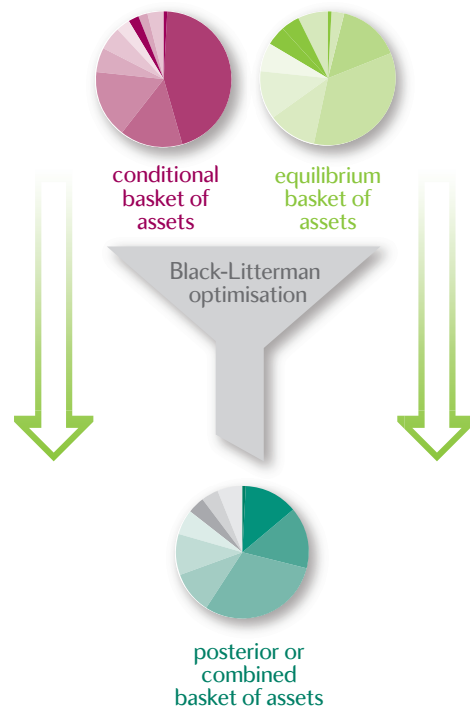 conditional
basket of
assets
equilibrium
basket of
assets
Black-Litterman
optimisation
posterior or
combined
basket of assets